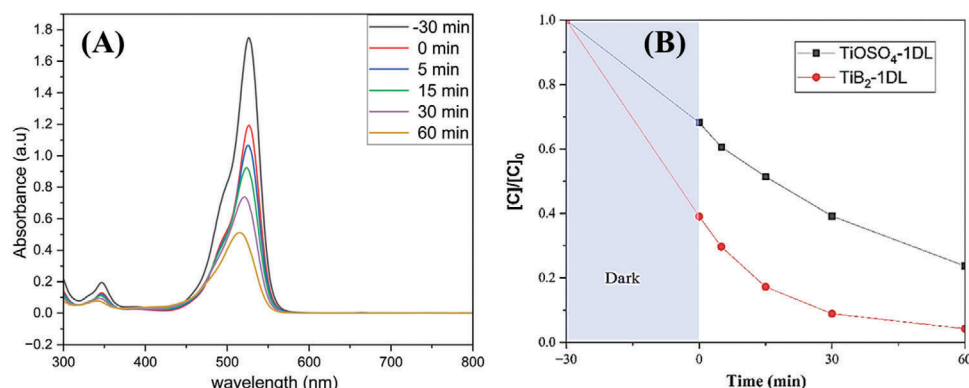 (A)
-30 min
0 min
5 min
15 min
30 min
60 min
Absorbance (a.u)
1.8
1.6
1.4
1.2
1.0
0.8
0.6
0.4
0.2
0.0
−0.2
300 400 500 600 700 800
wavelength (nm)
(B)
TiOSO₄-1DL
TiB₂-1DL
[C]/[C]₀
1.0
0.8
0.6
0.4
0.2
0.0
Dark
−30 0 30 60
Time (min)